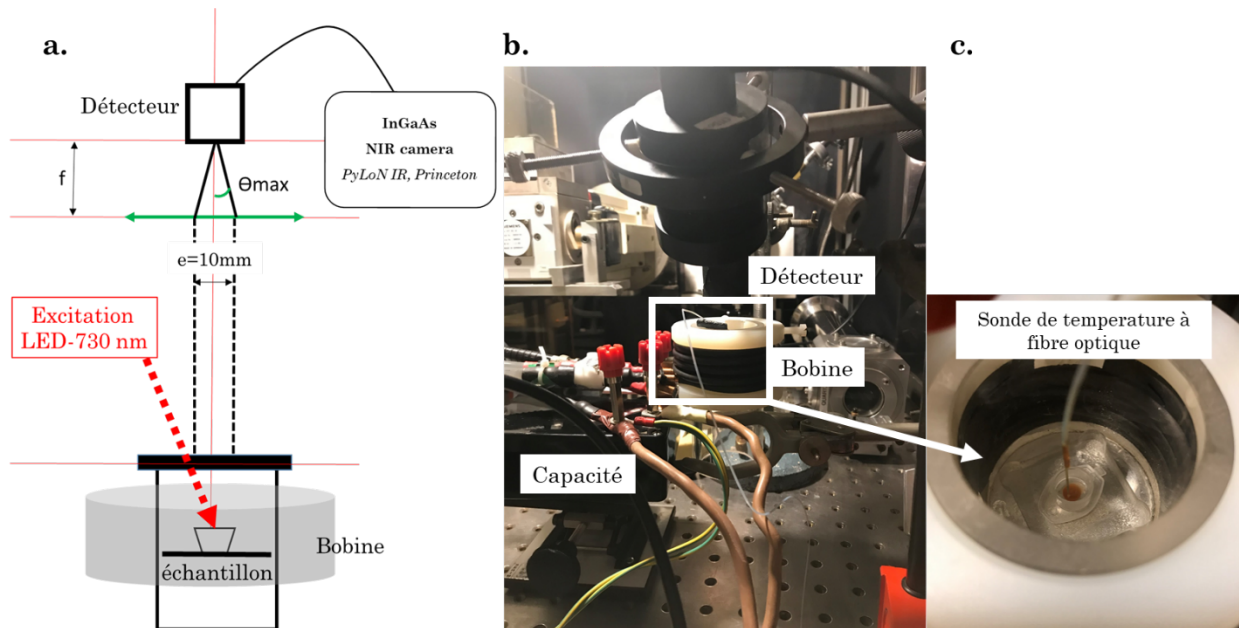 a.
Détecteur
InGaAs
NIR camera
PyLoN IR, Princeton
f
Θmax
e=10mm
Excitation
LED-730 nm
Bobine
échantillon
b.
Détecteur
Bobine
Capacité
c.
Sonde de temperature à
fibre optique